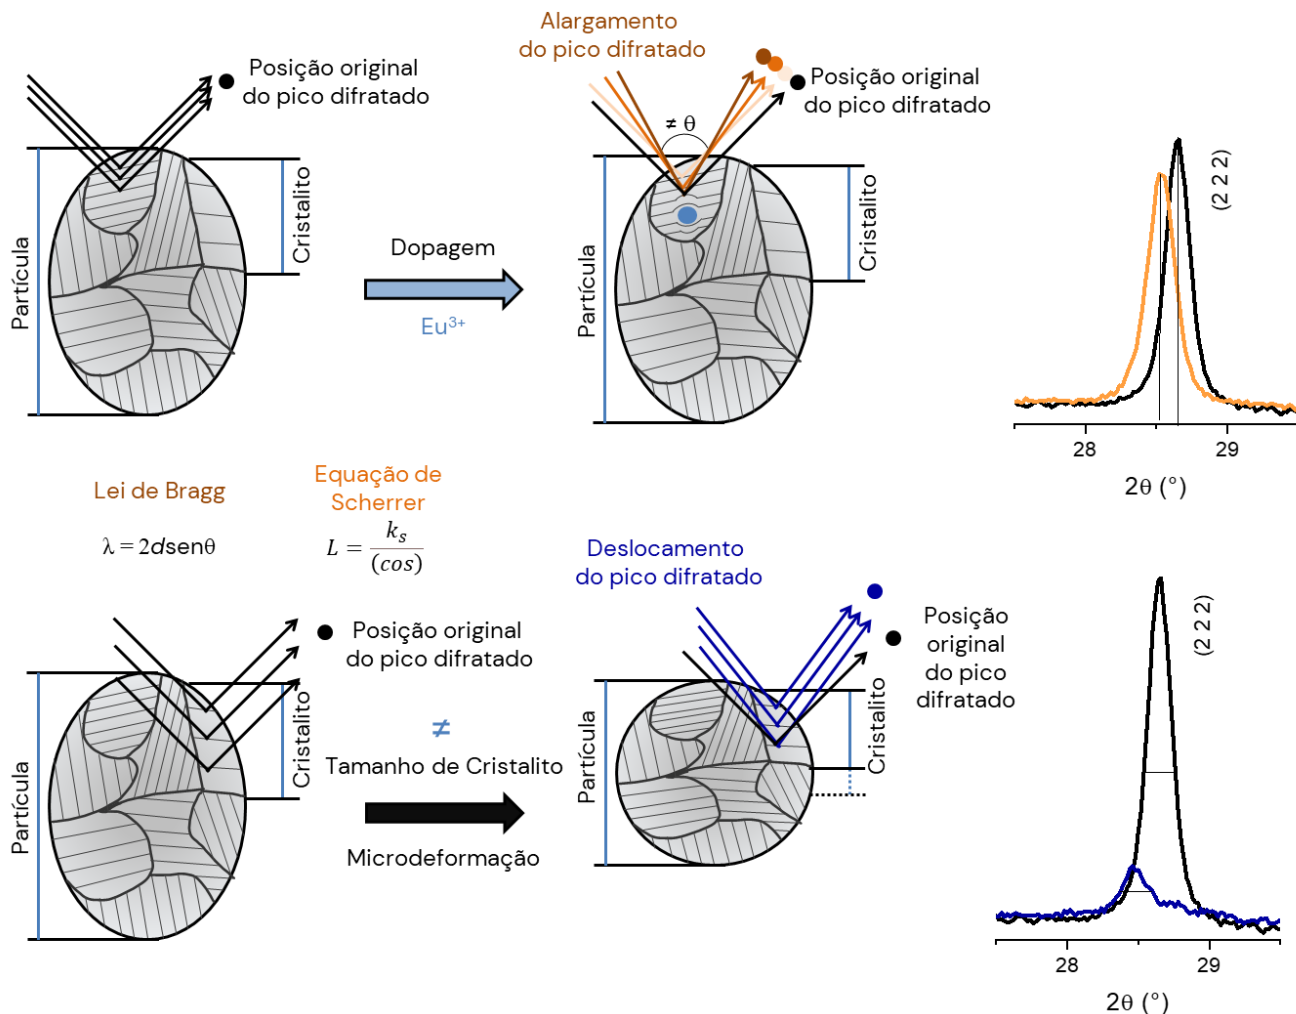 Alargamento
do pico difratado
Posição original
do pico difratado
Posição original
do pico difratado
≠ θ
Partícula
Cristalito
Dopagem
Eu³⁺
Partícula
Cristalito
(2 2 2)
28
29
2θ (°)
Lei de Bragg
λ = 2dsenθ
Equação de
Scherrer
L = kₛ/(cos)
Deslocamento
do pico difratado
Posição original
do pico difratado
Posição
original
do pico
difratado
Partícula
Cristalito
≠
Tamanho de Cristalito
Microdeformação
Partícula
Cristalito
(2 2 2)
28
29
2θ (°)